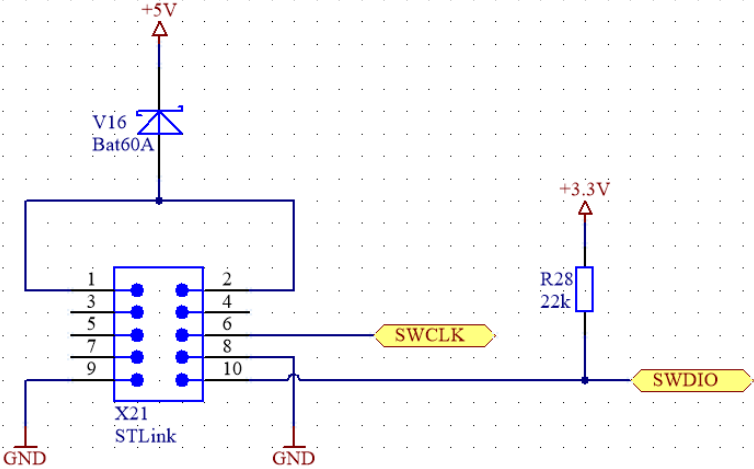 +5V
V16
Bat60A
+3.3V
1 2
R28
3 4
22k
5 6 SWCLK
7 8
9 10 SWDIO
X21
STLink
GND GND